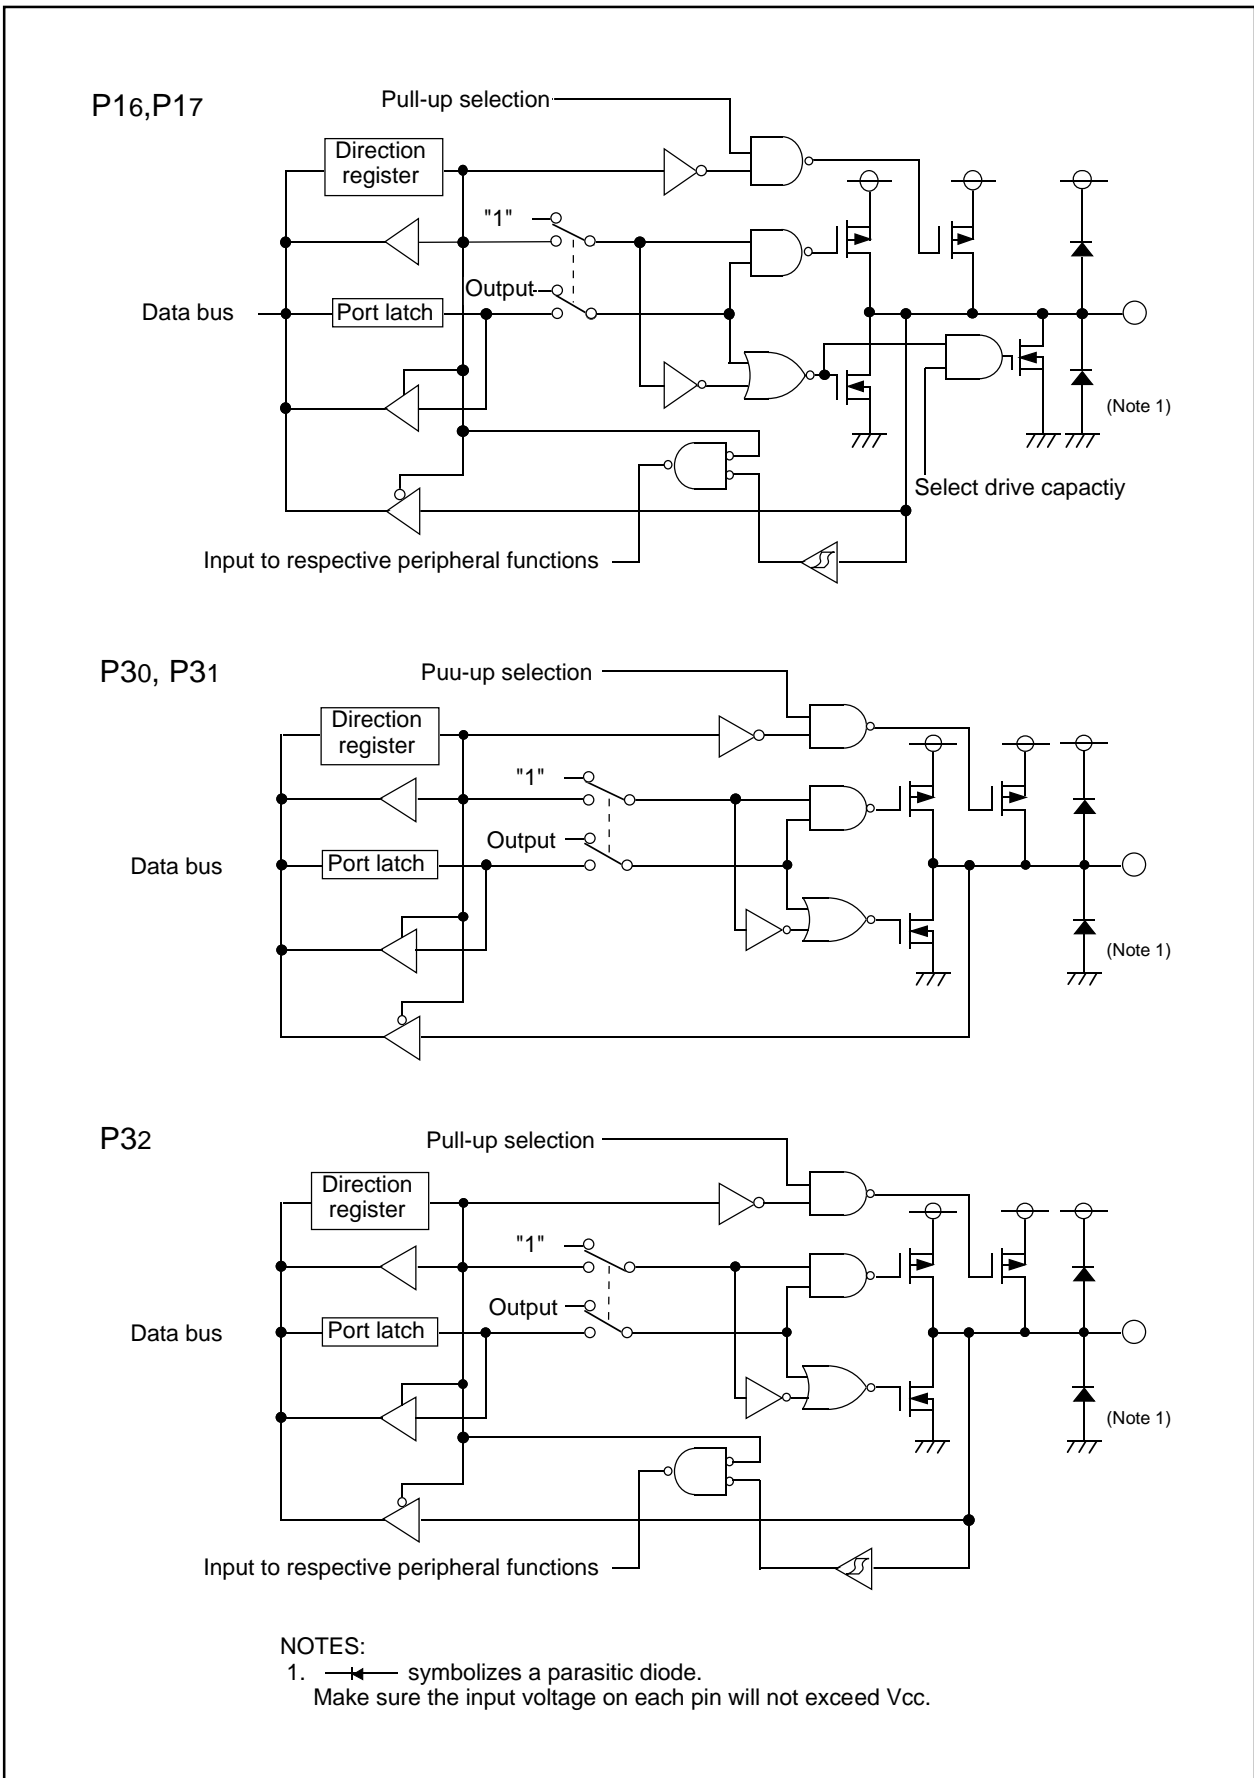 P16,P17
Pull-up selection
Direction
register
"1"
Output
Data bus
Port latch
(Note 1)
Select drive capactiy
Input to respective peripheral functions
P30, P31
Puu-up selection
Direction
register
"1"
Output
Data bus
Port latch
(Note 1)
P32
Pull-up selection
Direction
register
"1"
Output
Data bus
Port latch
(Note 1)
Input to respective peripheral functions
NOTES:
1. symbolizes a parasitic diode.
Make sure the input voltage on each pin will not exceed Vcc.